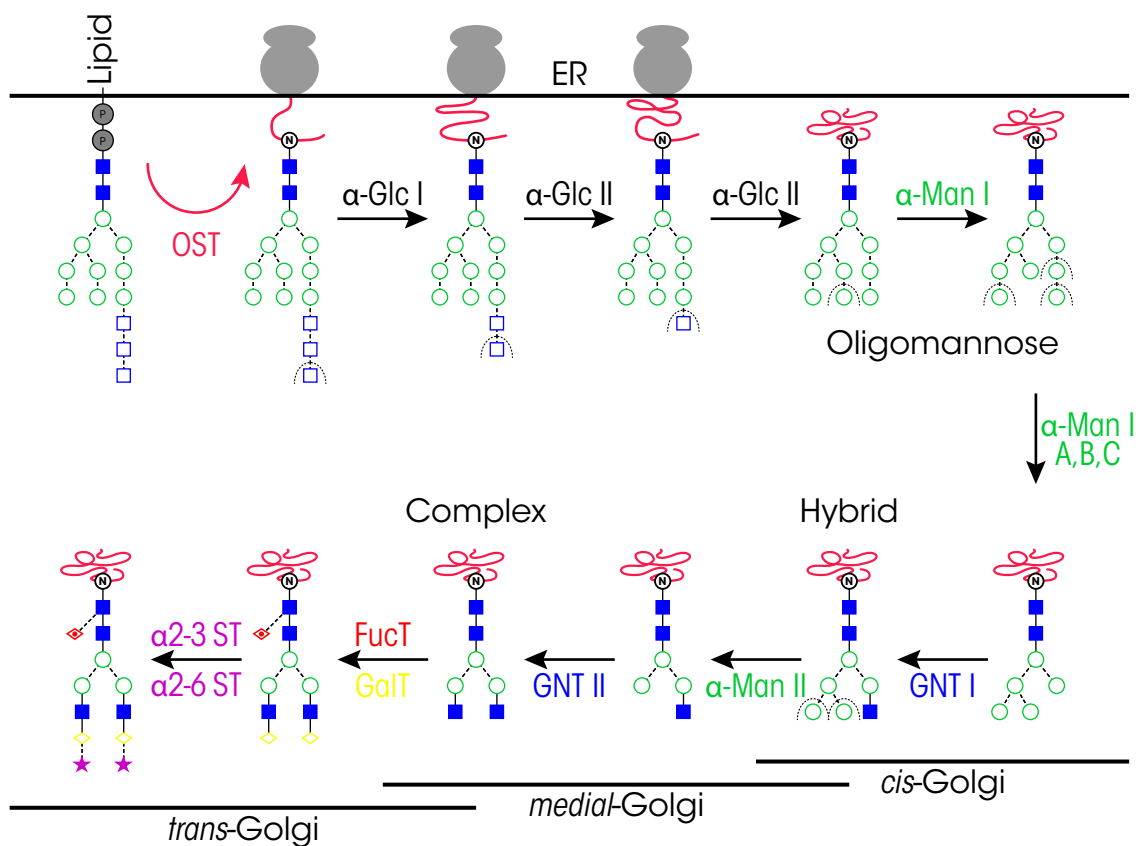 Lipid
ER
P
P
N
N
N
N
N
OST
α-Glc I
α-Glc II
α-Glc II
α-Man I
Oligomannose
α-Man I
A,B,C
Complex
Hybrid
N
N
N
N
N
N
α2-3 ST
α2-6 ST
FucT
GalT
GNT II
α-Man II
GNT I
cis-Golgi
medial-Golgi
trans-Golgi